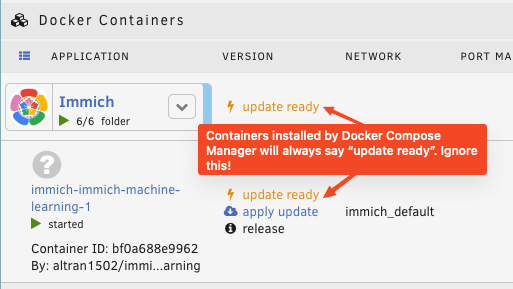 Docker Containers
APPLICATION VERSION NETWORK PORT MA
Immich
6/6 folder
update ready
Containers installed by Docker Compose
Manager will always say “update ready”. Ignore
this!
immich-immich-machine-
learning-1
started
update ready
apply update
release
immich_default
Container ID: bf0a688e9962
By: altran1502/immi...arning